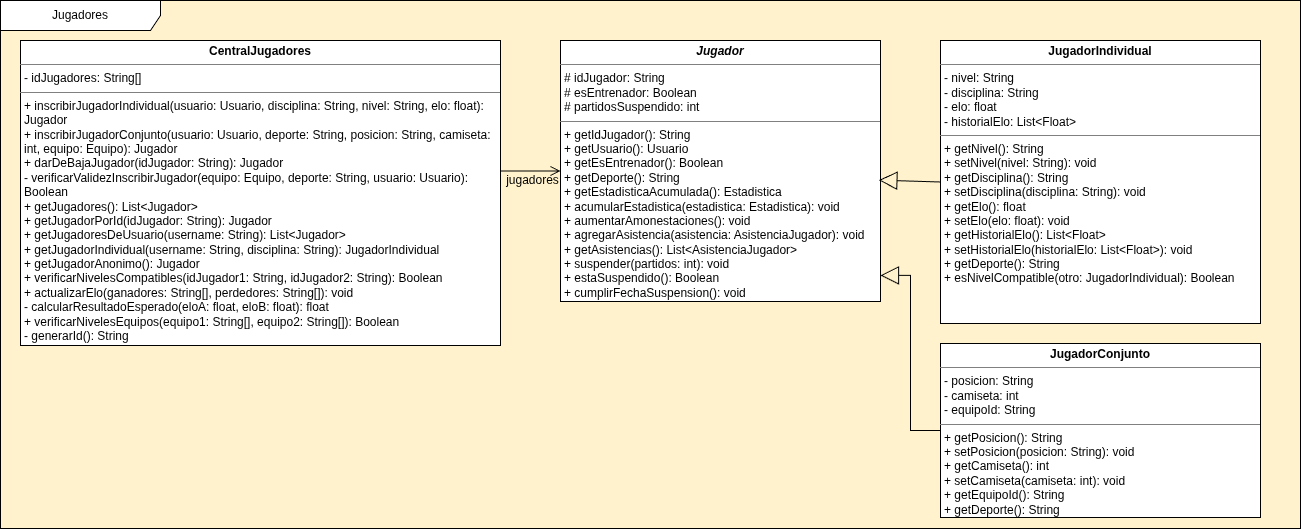 Jugadores
CentralJugadores
- idJugadores: String[]
+ inscribirJugadorIndividual(usuario: Usuario, disciplina: String, nivel: String, elo: float):
Jugador
+ inscribirJugadorConjunto(usuario: Usuario, deporte: String, posicion: String, camiseta:
int, equipo: Equipo): Jugador
+ darDeBajaJugador(idJugador: String): Jugador
- verificarValidezInscribirJugador(equipo: Equipo, deporte: String, usuario: Usuario):
Boolean
+ getJugadores(): List<Jugador>
+ getJugadorPorId(idJugador: String): Jugador
+ getJugadoresDeUsuario(username: String): List<Jugador>
+ getJugadorIndividual(username: String, disciplina: String): JugadorIndividual
+ getJugadorAnonimo(): Jugador
+ verificarNivelesCompatibles(idJugador1: String, idJugador2: String): Boolean
+ actualizarElo(ganadores: String[], perdedores: String[]): void
- calcularResultadoEsperado(eloA: float, eloB: float): float
+ verificarNivelesEquipos(equipo1: String[], equipo2: String[]): Boolean
- generarId(): String
jugadores
Jugador
# idJugador: String
# esEntrenador: Boolean
# partidosSuspendido: int
+ getIdJugador(): String
+ getUsuario(): Usuario
+ getEsEntrenador(): Boolean
+ getDeporte(): String
+ getEstadisticaAcumulada(): Estadistica
+ acumularEstadistica(estadistica: Estadistica): void
+ aumentarAmonestaciones(): void
+ agregarAsistencia(asistencia: AsistenciaJugador): void
+ getAsistencias(): List<AsistenciaJugador>
+ suspender(partidos: int): void
+ estaSuspendido(): Boolean
+ cumplirFechaSuspension(): void
JugadorIndividual
- nivel: String
- disciplina: String
- elo: float
- historialElo: List<Float>
+ getNivel(): String
+ setNivel(nivel: String): void
+ getDisciplina(): String
+ setDisciplina(disciplina: String): void
+ getElo(): float
+ setElo(elo: float): void
+ getHistorialElo(): List<Float>
+ setHistorialElo(historialElo: List<Float>): void
+ getDeporte(): String
+ esNivelCompatible(otro: JugadorIndividual): Boolean
JugadorConjunto
- posicion: String
- camiseta: int
- equipoId: String
+ getPosicion(): String
+ setPosicion(posicion: String): void
+ getCamiseta(): int
+ setCamiseta(camiseta: int): void
+ getEquipoId(): String
+ getDeporte(): String